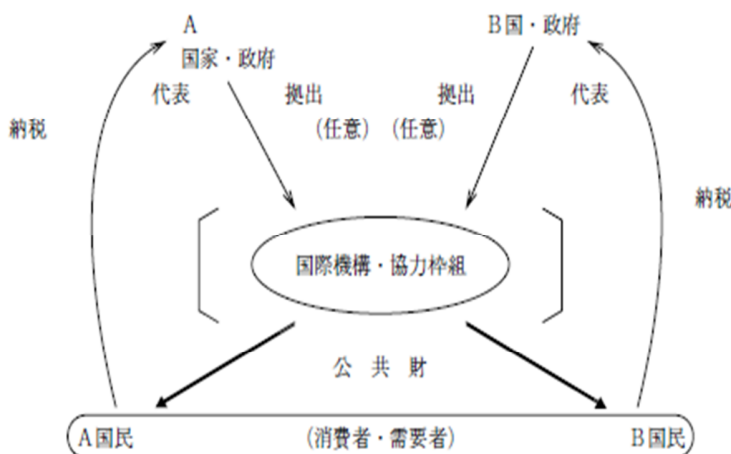 A
国家・政府
B国・政府
代表
拠出
拠出
代表
(任意)
(任意)
納税
納税
国際機構・協力枠組
公共財
A国民
(消費者・需要者)
B国民